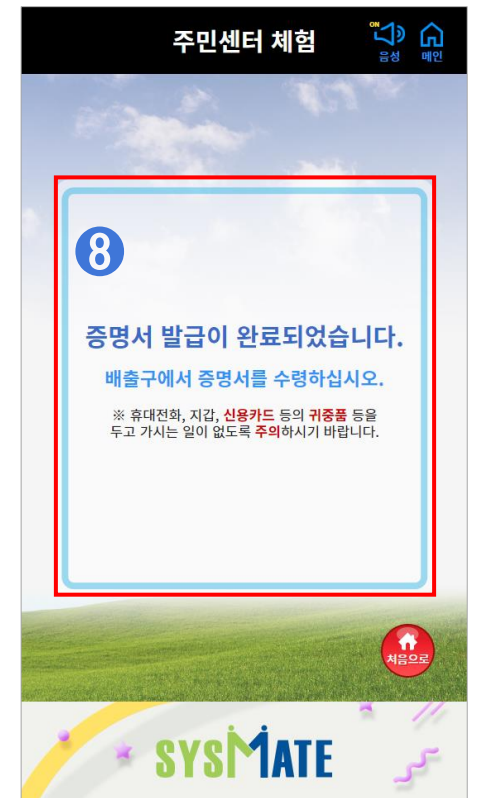 주민센터 체험
ON
음성
메인
8
증명서 발급이 완료되었습니다.
배출구에서 증명서를 수령하십시오.
※ 휴대전화, 지갑, 신용카드 등의 귀중품 등을
두고 가시는 일이 없도록 주의하시기 바랍니다.
처음으로
SYSMATE